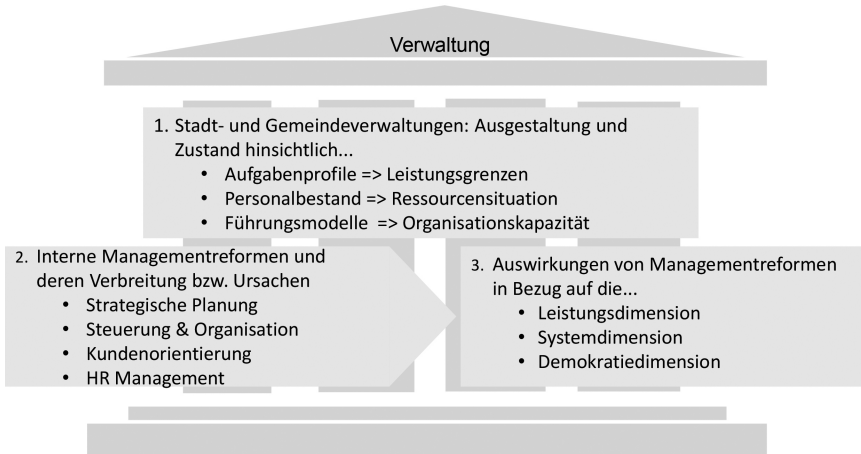 Verwaltung
1. Stadt- und Gemeindeverwaltungen: Ausgestaltung und
Zustand hinsichtlich...
• Aufgabenprofile => Leistungsgrenzen
• Personalbestand => Ressourcensituation
• Führungsmodelle => Organisationskapazität
2. Interne Managementreformen und
deren Verbreitung bzw. Ursachen
• Strategische Planung
• Steuerung & Organisation
• Kundenorientierung
• HR Management
3. Auswirkungen von Managementreformen
in Bezug auf die...
• Leistungsdimension
• Systemdimension
• Demokratiedimension